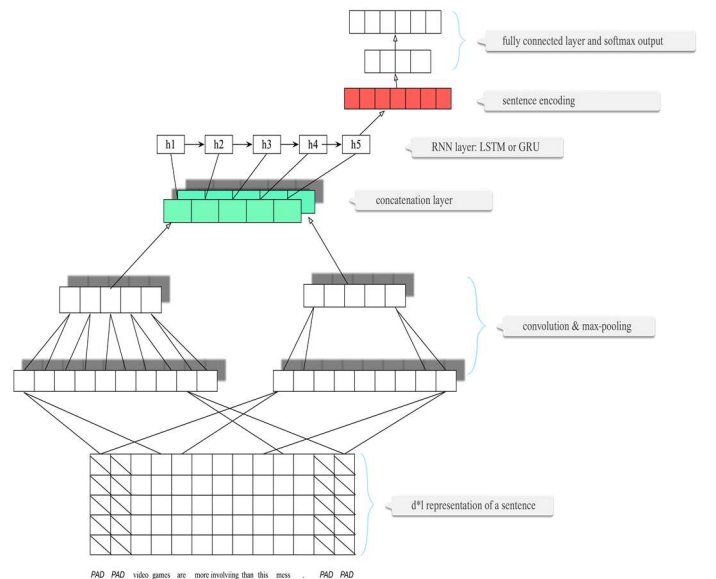 fully connected layer and softmax output
sentence encoding
h1 h2 h3 h4 h5
RNN layer: LSTM or GRU
concatenation layer
convolution & max-pooling
d*l representation of a sentence
PAD PAD video games are more involviing than this mess . PAD PAD